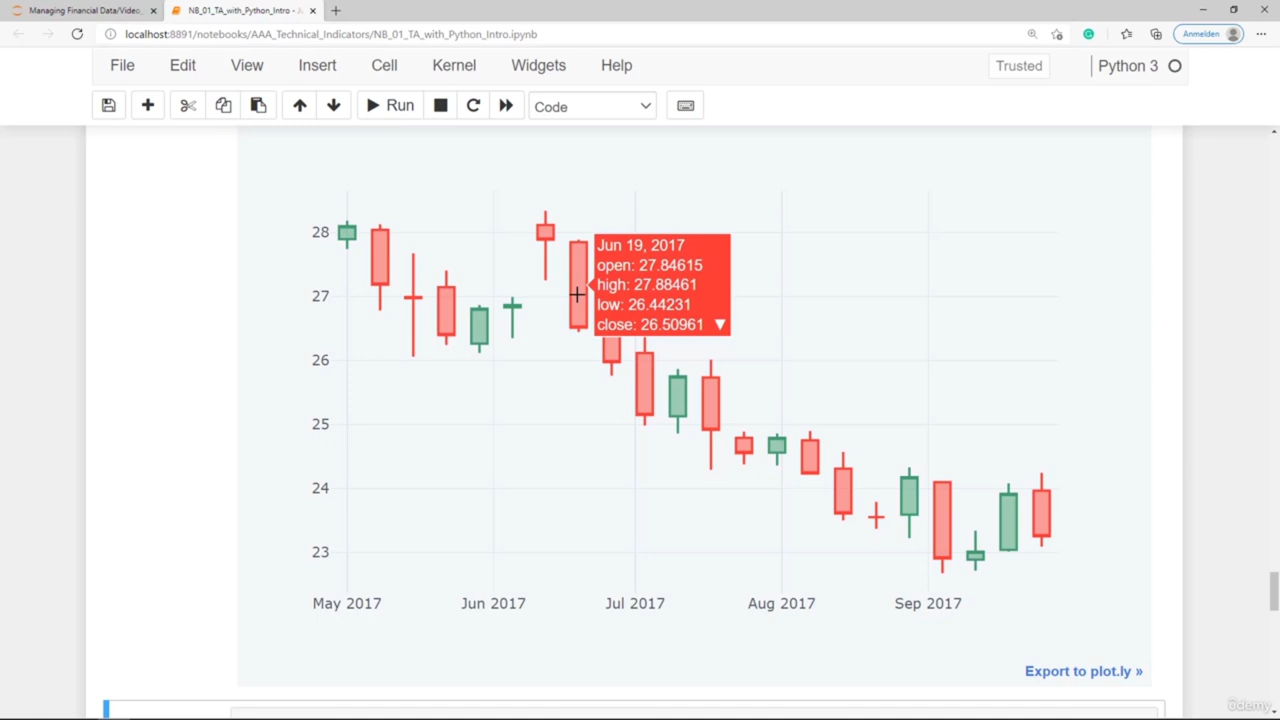 Managing Financial Data/Video_
NB_01_TA_with_Python_Intro - J
localhost:8891/notebooks/AAA_Technical_Indicators/NB_01_TA_with_Python_Intro.ipynb
Anmelden
File Edit View Insert Cell Kernel Widgets Help
Trusted
Python 3
Run
Code
28
27
26
25
24
23
Jun 19, 2017
open: 27.84615
high: 27.88461
low: 26.44231
close: 26.50961 ▼
May 2017 Jun 2017 Jul 2017 Aug 2017 Sep 2017
Export to plot.ly »
ûdemy